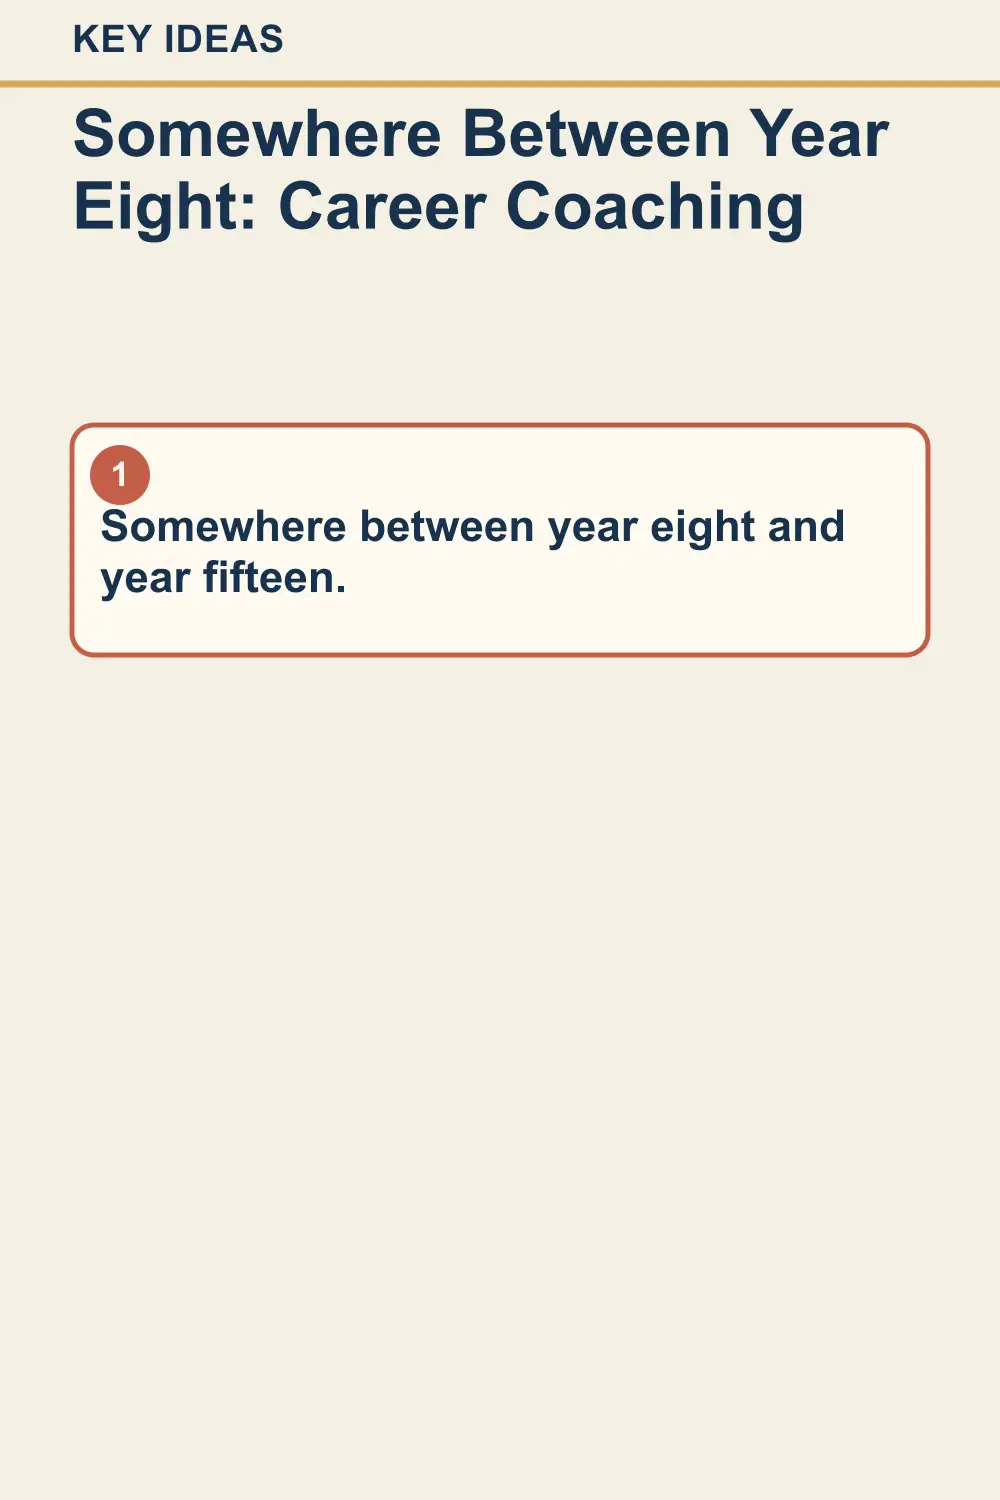 KEY IDEAS
Somewhere Between Year
Eight: Career Coaching
1
Somewhere between year eight and
year fifteen.